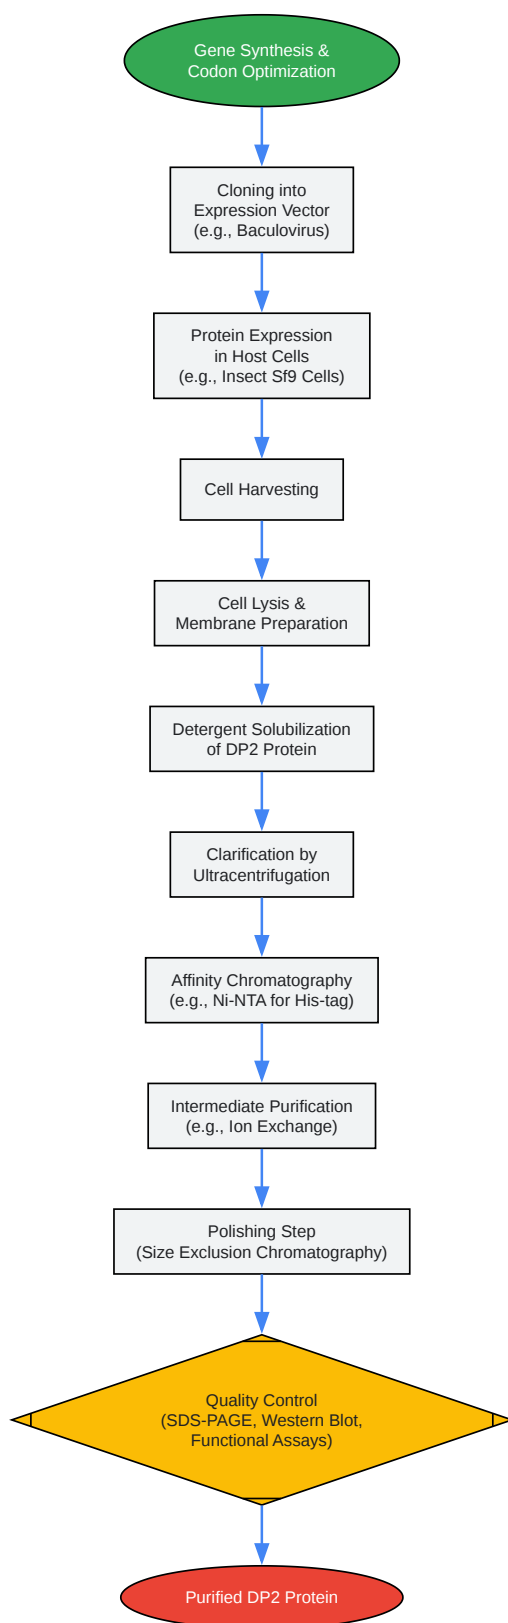 Gene Synthesis &
Codon Optimization
Cloning into
Expression Vector
(e.g., Baculovirus)
Protein Expression
in Host Cells
(e.g., Insect Sf9 Cells)
Cell Harvesting
Cell Lysis &
Membrane Preparation
Detergent Solubilization
of DP2 Protein
Clarification by
Ultracentrifugation
Affinity Chromatography
(e.g., Ni-NTA for His-tag)
Intermediate Purification
(e.g., Ion Exchange)
Polishing Step
(Size Exclusion Chromatography)
Quality Control
(SDS-PAGE, Western Blot,
Functional Assays)
Purified DP2 Protein